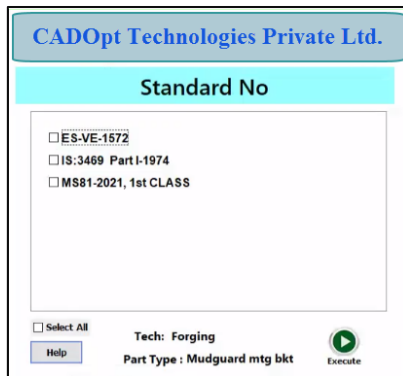 CADOpt Technologies Private Ltd.
Standard No
ES-VE-1572
IS:3469 Part I-1974
MS81-2021, 1st CLASS
Select All
Help
Tech: Forging
Part Type : Mudguard mtg bkt
Execute